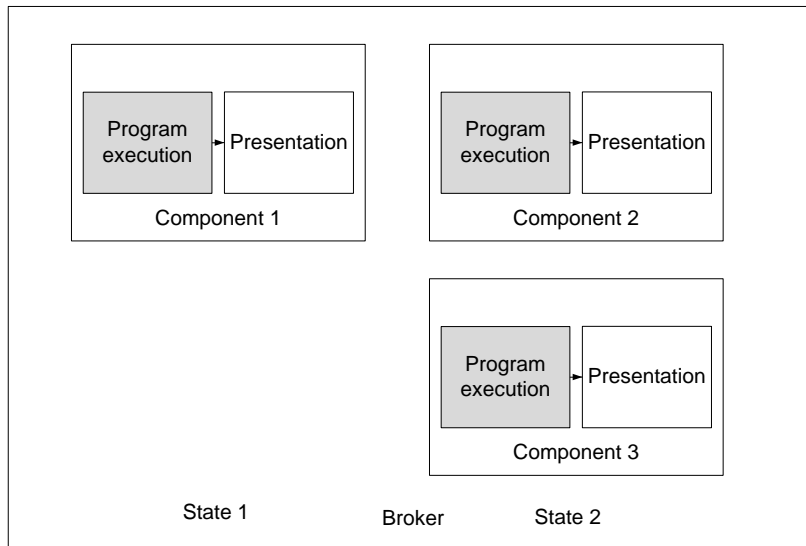 Program
execution
Presentation
Component 1
Program
execution
Presentation
Component 2
Program
execution
Presentation
Component 3
State 1
Broker
State 2